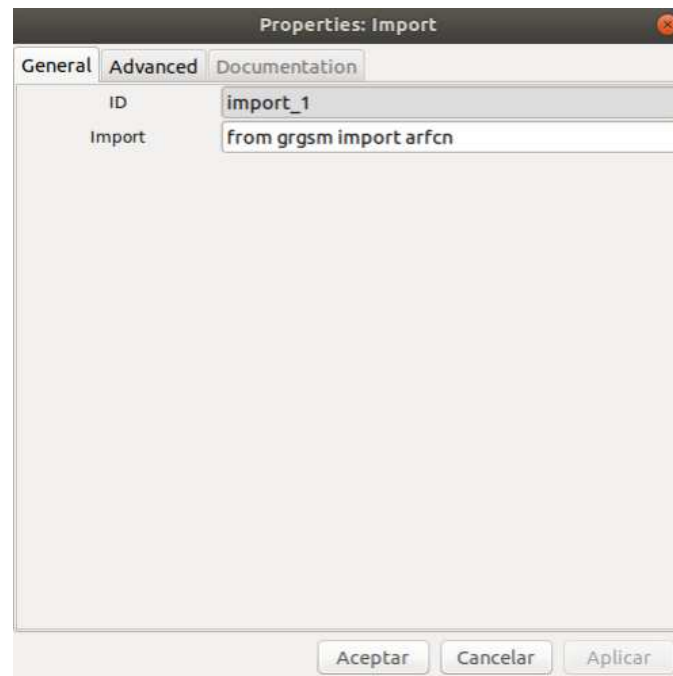 Properties: Import
General Advanced Documentation
ID import_1
Import from grgsm import arfcn
Aceptar Cancelar Aplicar